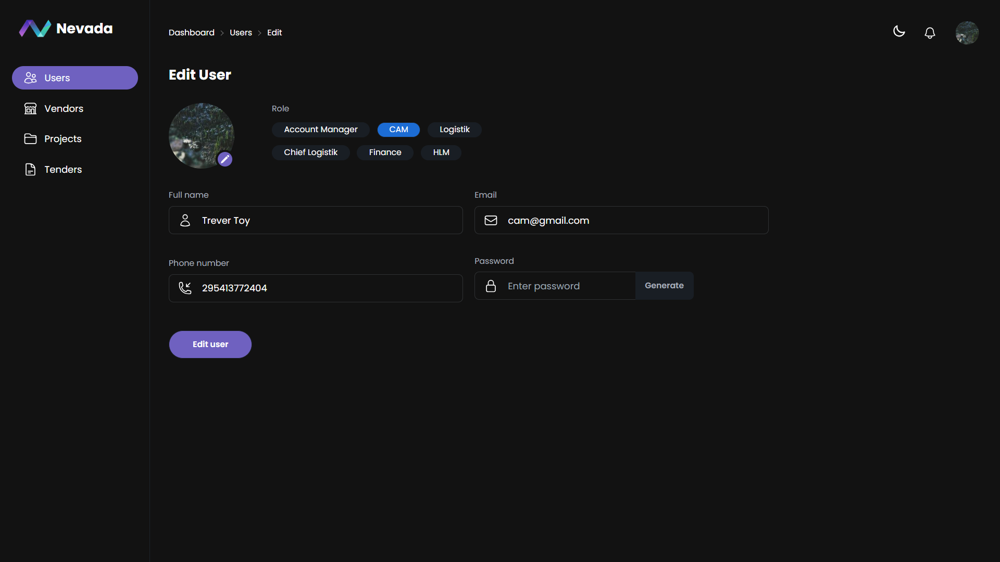 Nevada
Dashboard > Users > Edit
Users
Vendors
Projects
Tenders
Edit User
Role
Account Manager CAM Logistik
Chief Logistik Finance HLM
Full name
Trever Toy
Email
cam@gmail.com
Phone number
295413772404
Password
Enter password Generate
Edit user